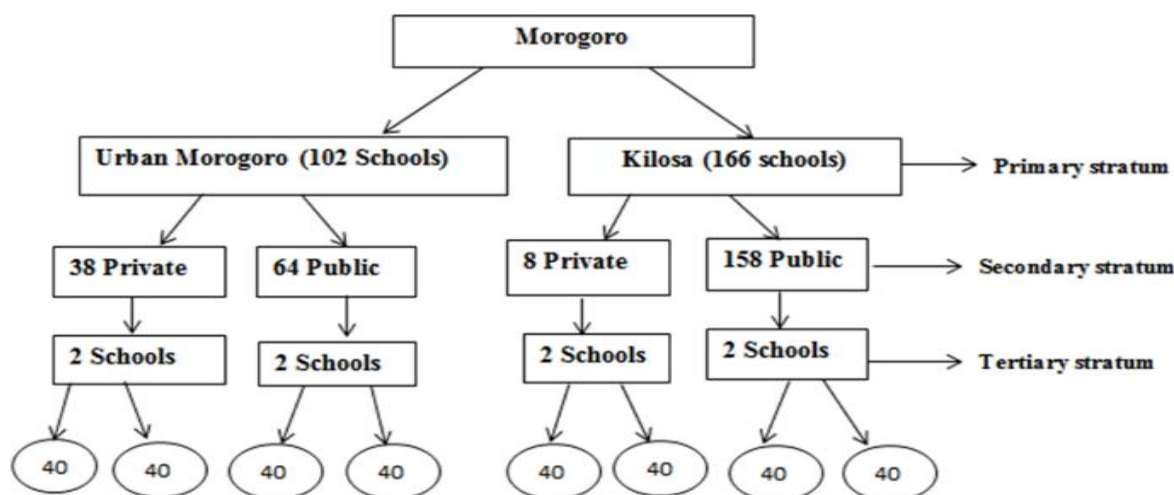 Morogoro
Urban Morogoro (102 Schools)
Kilosa (166 schools)
Primary stratum
38 Private
64 Public
8 Private
158 Public
Secondary stratum
2 Schools
2 Schools
2 Schools
2 Schools
Tertiary stratum
40
40
40
40
40
40
40
40